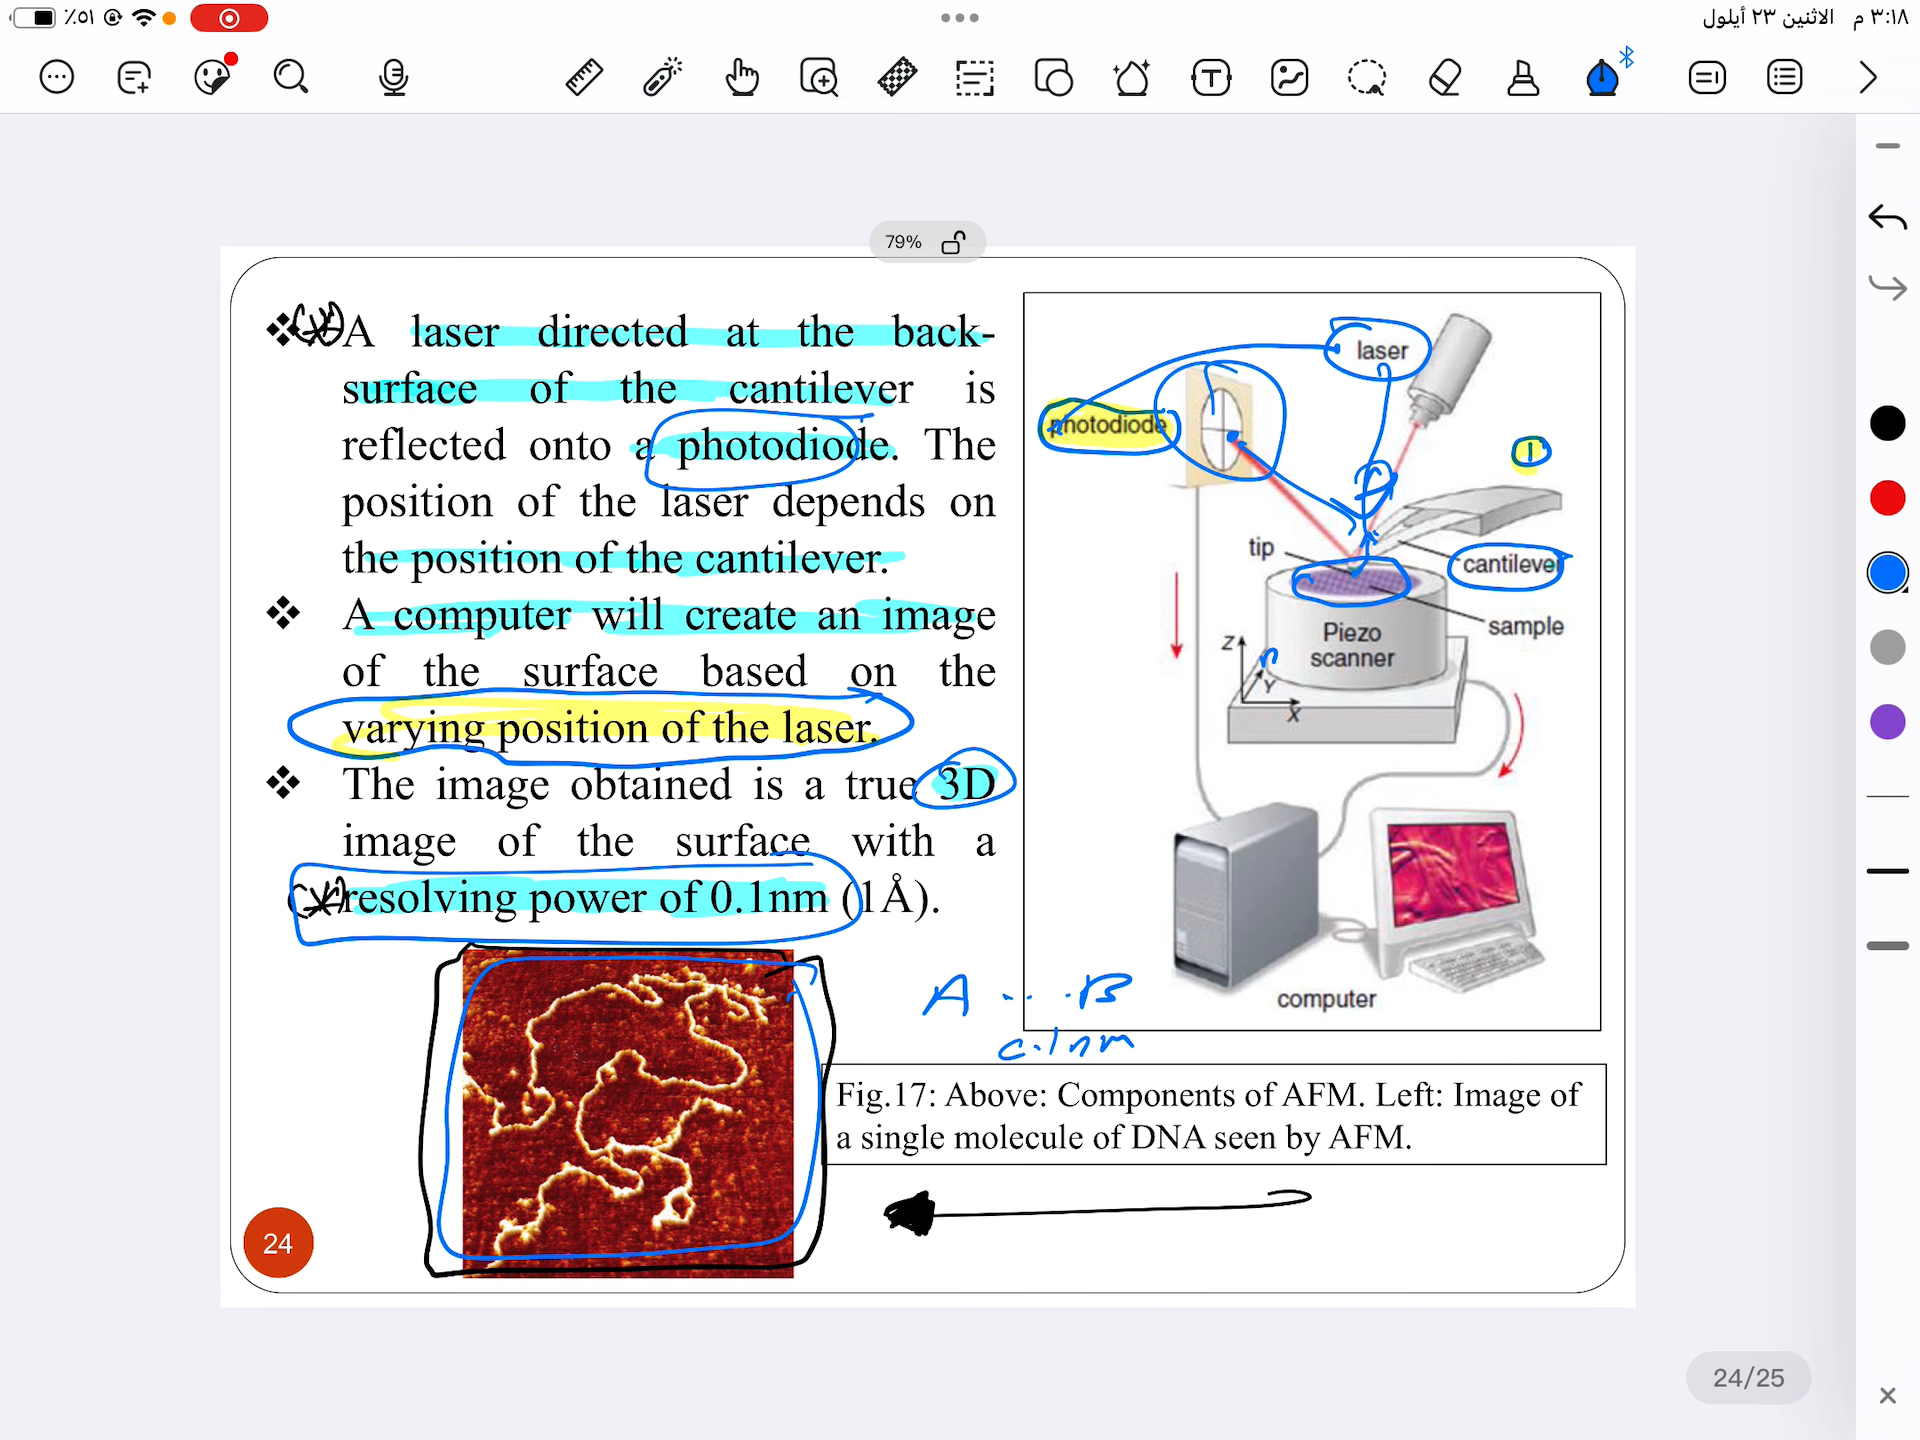 ٪٥١
الاثنين ٢٣ أيلول ٣:١٨ م
79%
❖ A laser directed at the back-
surface of the cantilever is
reflected onto a photodiode. The
position of the laser depends on
the position of the cantilever.
❖ A computer will create an image
of the surface based on the
varying position of the laser.
❖ The image obtained is a true 3D
image of the surface with a
resolving power of 0.1nm (1Å).
laser
photodiode
1
tip
cantilever
sample
Piezo
scanner
Z
Y
X
computer
A ... B
0.1nm
Fig.17: Above: Components of AFM. Left: Image of
a single molecule of DNA seen by AFM.
24
24/25